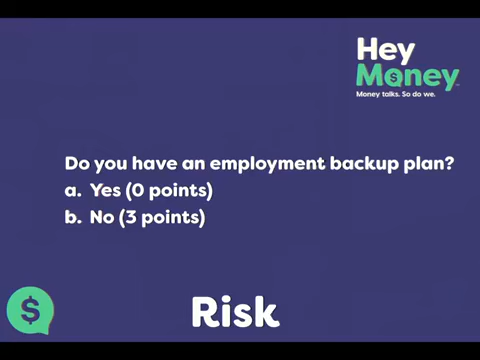 Hey
Money
Money talks. So do we.
Do you have an employment backup plan?
a. Yes (0 points)
b. No (3 points)
$
Risk